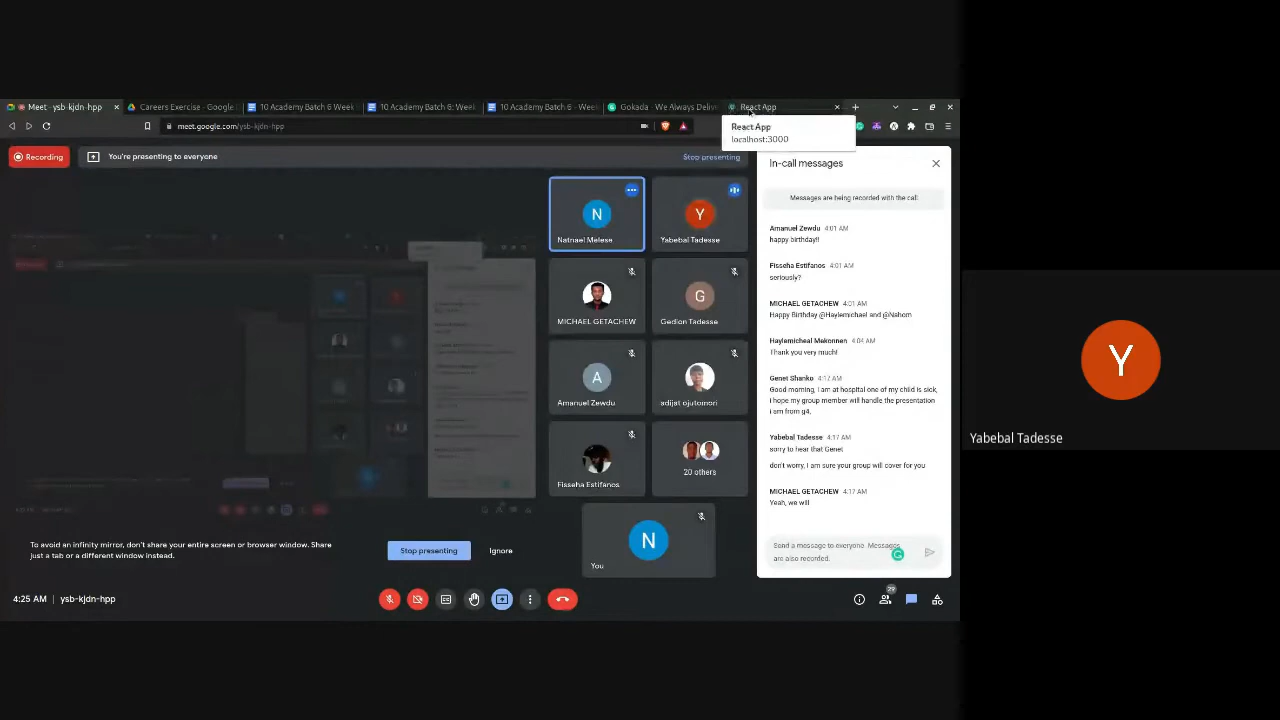 Meet - ysb-kjdn-hpp
Careers Exercise - Google
10 Academy Batch 6 Week
10 Academy Batch 6: Week
10 Academy Batch 6 - Week
Gokada - We Always Deliv
React App
meet.google.com/ysb-kjdn-hpp
React App
localhost:3000
Recording
You're presenting to everyone
Stop presenting
In-call messages
Messages are being recorded with the call.
N
Natnael Melese
Y
Yabebal Tadesse
MICHAEL GETACHEW
G
Gedion Tadesse
A
Amanuel Zewdu
adijat ojutomori
Fisseha Estifanos
20 others
N
You
Amanuel Zewdu 4:01 AM
happy birthday!!
Fisseha Estifanos 4:01 AM
seriously?
MICHAEL GETACHEW 4:01 AM
Happy Birthday @Haylemichael and @Nahom
Haylemicheal Mekonnen 4:04 AM
Thank you very much!
Genet Shanko 4:17 AM
Good morning, I am at hospital one of my child is sick,
i hope my group member will handle the presentation
i am from g4,
Yabebal Tadesse 4:17 AM
sorry to hear that Genet
don't worry, I am sure your group will cover for you
MICHAEL GETACHEW 4:17 AM
Yeah, we will
Send a message to everyone Messages
are also recorded.
To avoid an infinity mirror, don't share your entire screen or browser window. Share
just a tab or a different window instead.
Stop presenting
Ignore
4:25 AM | ysb-kjdn-hpp
29
Y
Yabebal Tadesse